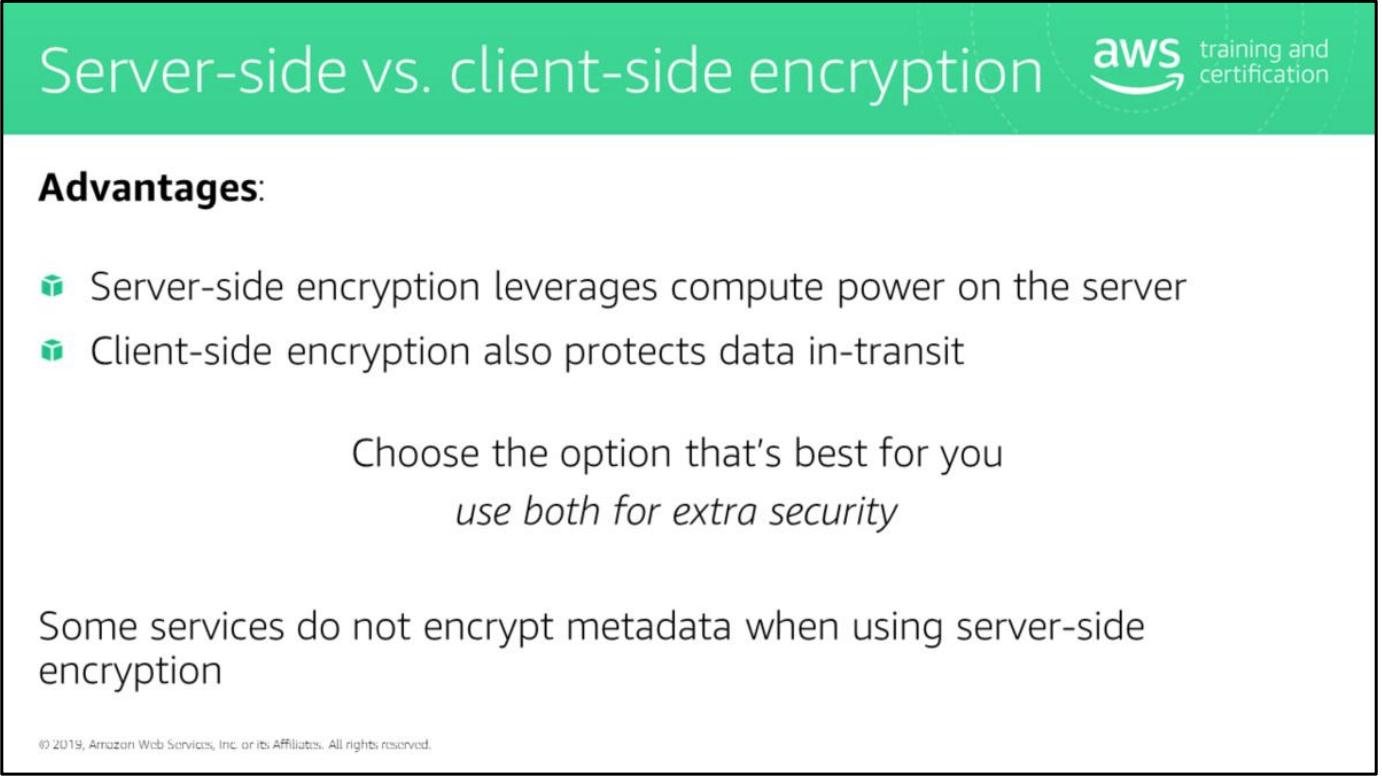 Server-side vs. client-side encryption
aws training and
certification
Advantages:
Server-side encryption leverages compute power on the server
Client-side encryption also protects data in-transit
Choose the option that's best for you
use both for extra security
Some services do not encrypt metadata when using server-side
encryption
© 2019, Amazon Web Services, Inc. or its Affiliates. All rights reserved.